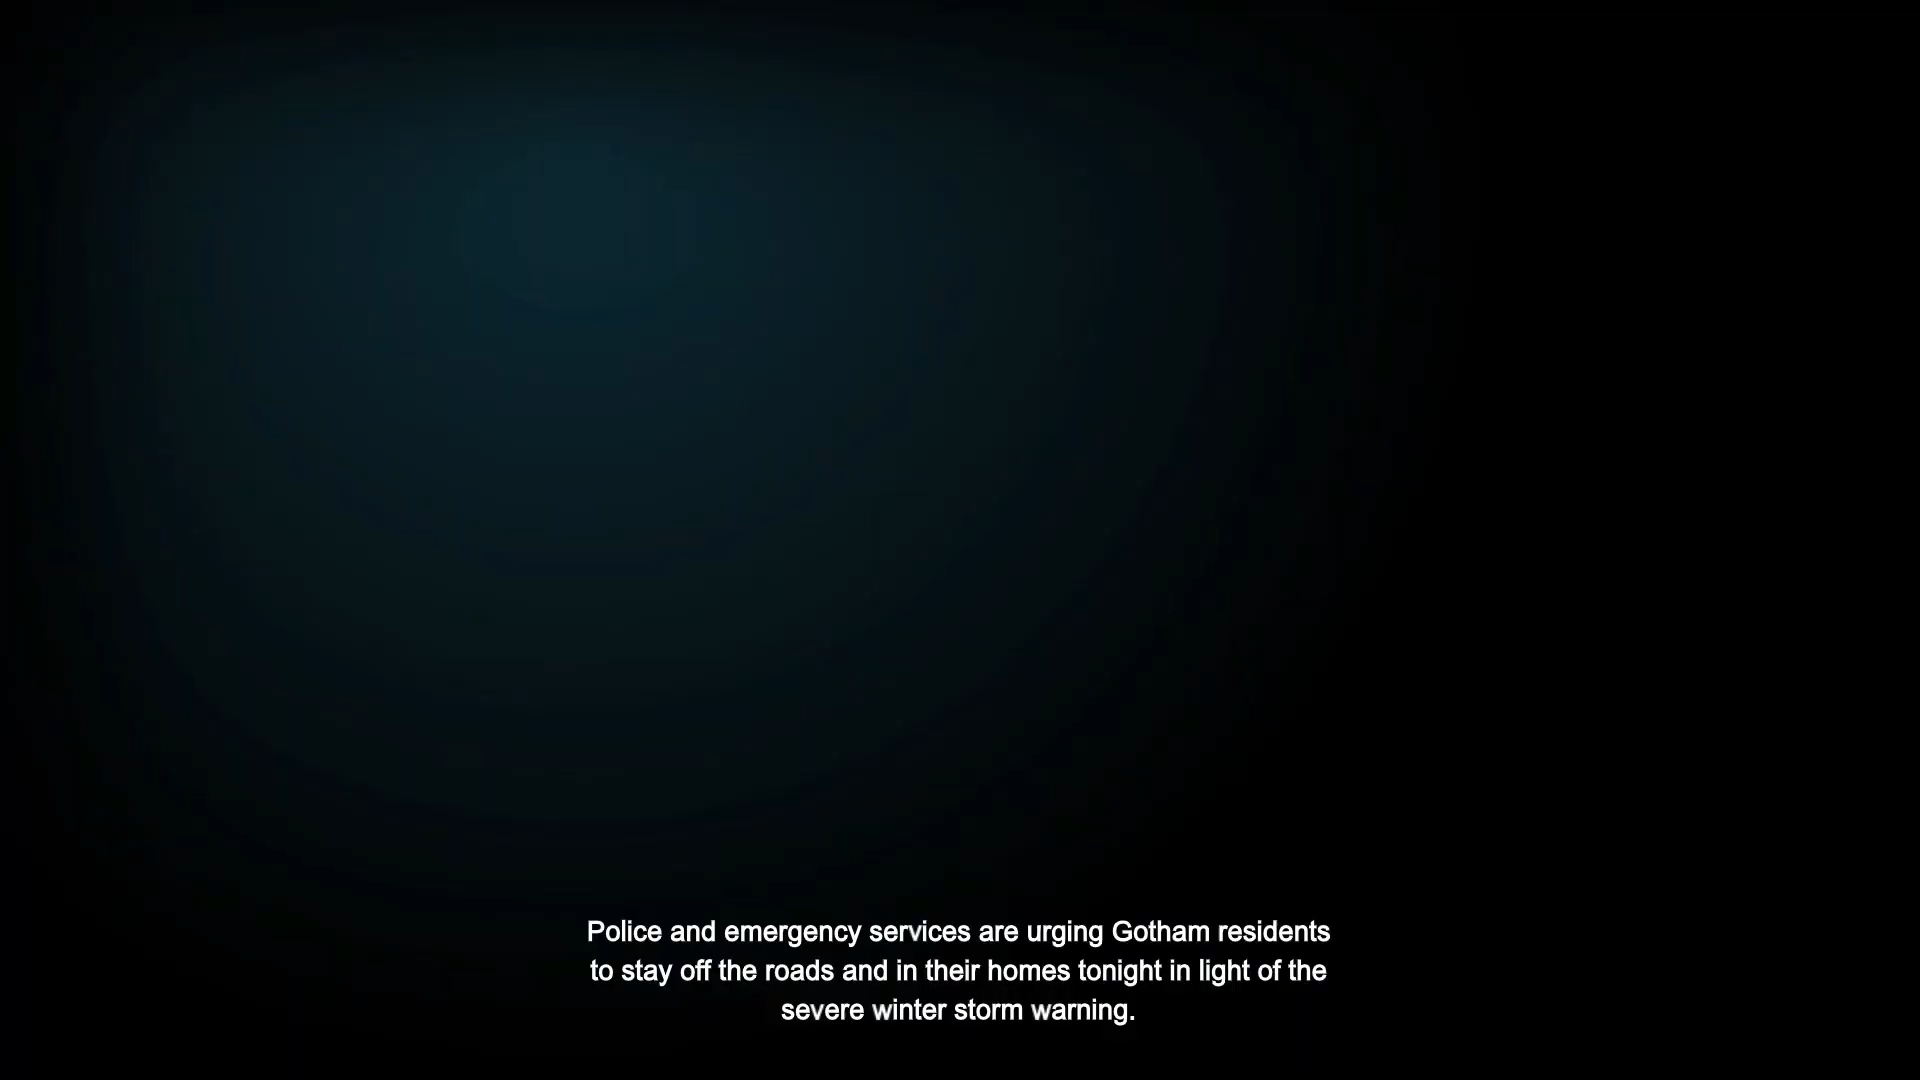 Police and emergency services are urging Gotham residents
to stay off the roads and in their homes tonight in light of the
severe winter storm warning.